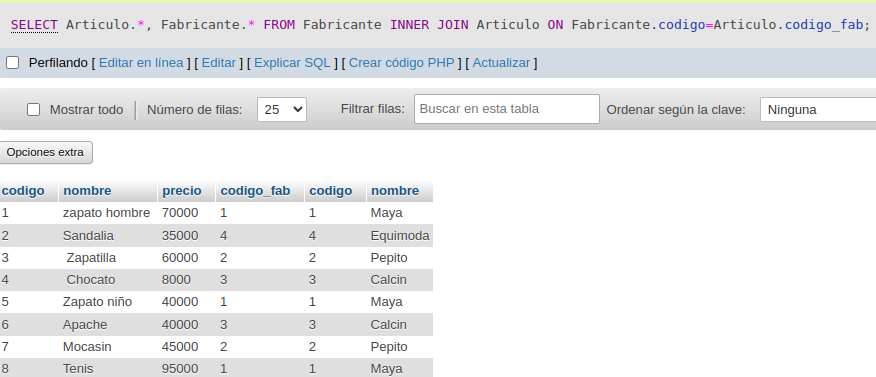 SELECT Articulo.*, Fabricante.* FROM Fabricante INNER JOIN Articulo ON Fabricante.codigo=Articulo.codigo_fab;
Perfilando [ Editar en línea ] [ Editar ] [ Explicar SQL ] [ Crear código PHP ] [ Actualizar ]
Mostrar todo | Número de filas: 25 Filtrar filas: Buscar en esta tabla Ordenar según la clave: Ninguna
Opciones extra
codigo nombre precio codigo_fab codigo nombre
1 zapato hombre 70000 1 1 Maya
2 Sandalia 35000 4 4 Equimoda
3 Zapatilla 60000 2 2 Pepito
4 Chocato 8000 3 3 Calcin
5 Zapato niño 40000 1 1 Maya
6 Apache 40000 3 3 Calcin
7 Mocasin 45000 2 2 Pepito
8 Tenis 95000 1 1 Maya